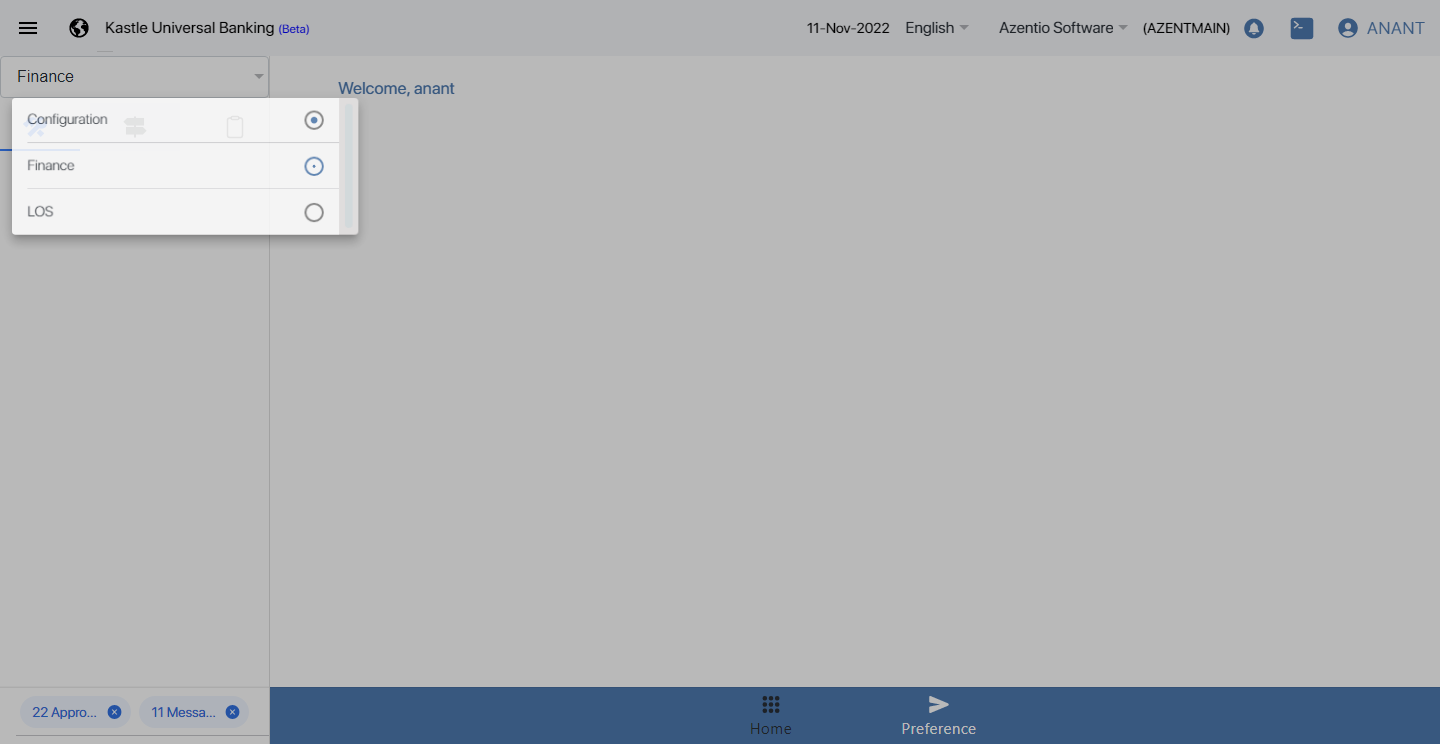 Kastle Universal Banking (Beta) 11-Nov-2022 English Azentio Software (AZENTMAIN) ANANT
Finance
Welcome, anant
Configuration
Finance
LOS
22 Appro... 11 Messa...
Home Preference